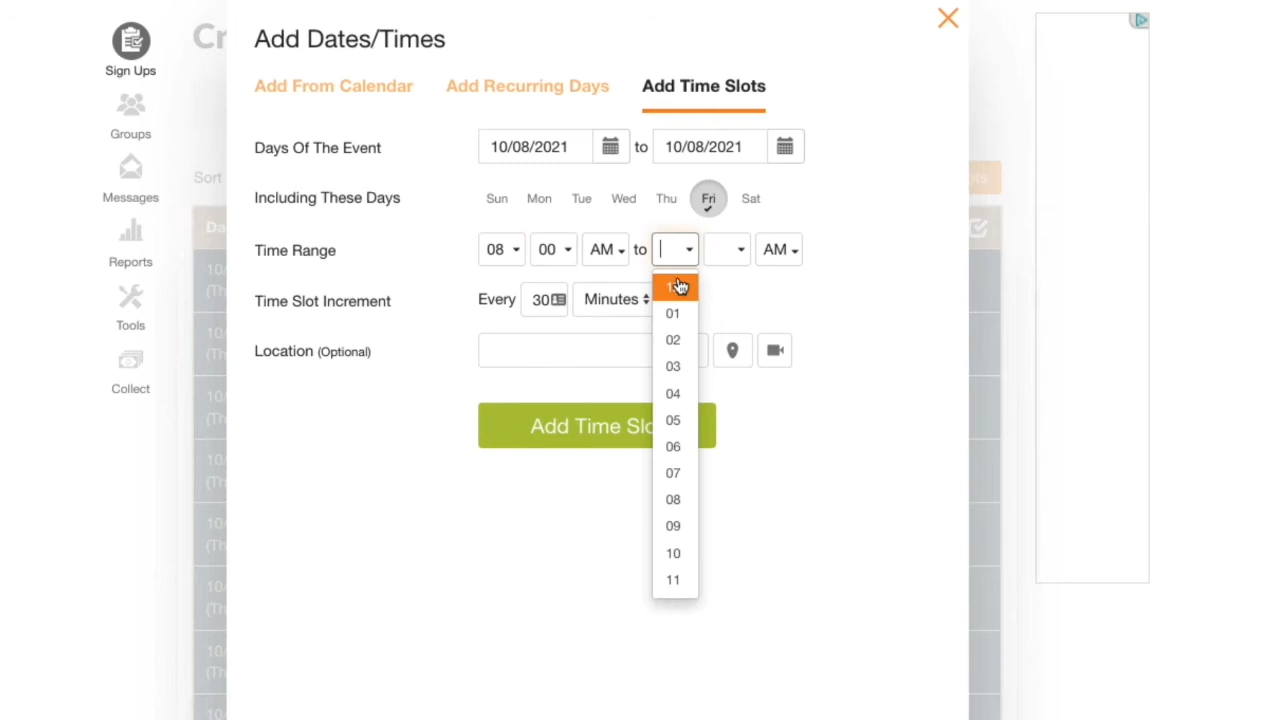 Add Dates/Times
Sign Ups
Groups
Messages
Reports
Tools
Collect
Add From Calendar Add Recurring Days Add Time Slots
Days Of The Event 10/08/2021 to 10/08/2021
Including These Days Sun Mon Tue Wed Thu Fri Sat
Time Range 08 00 AM to AM
Time Slot Increment Every 30 Minutes
Location (Optional)
Add Time
01
02
03
04
05
06
07
08
09
10
11
Sort